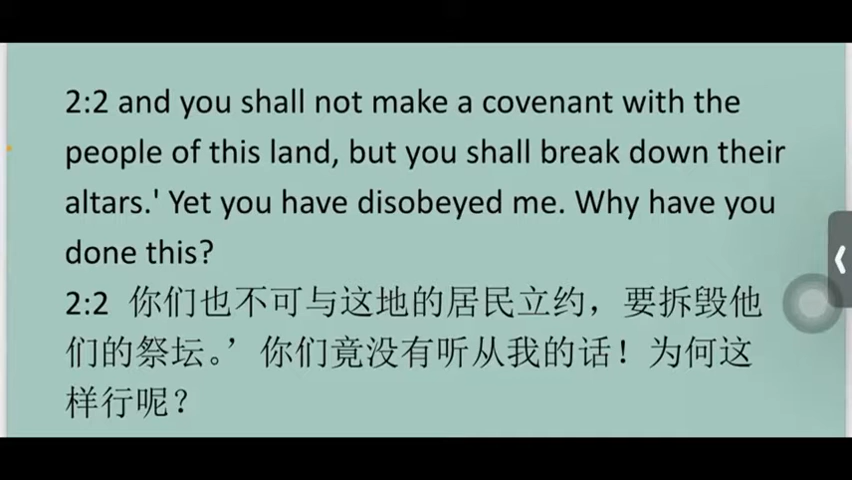 2:2 and you shall not make a covenant with the
people of this land, but you shall break down their
altars.' Yet you have disobeyed me. Why have you
done this?
2:2 你们也不可与这地的居民立约，要拆毁他
们的祭坛。’你们竟没有听从我的话！为何这
样行呢？